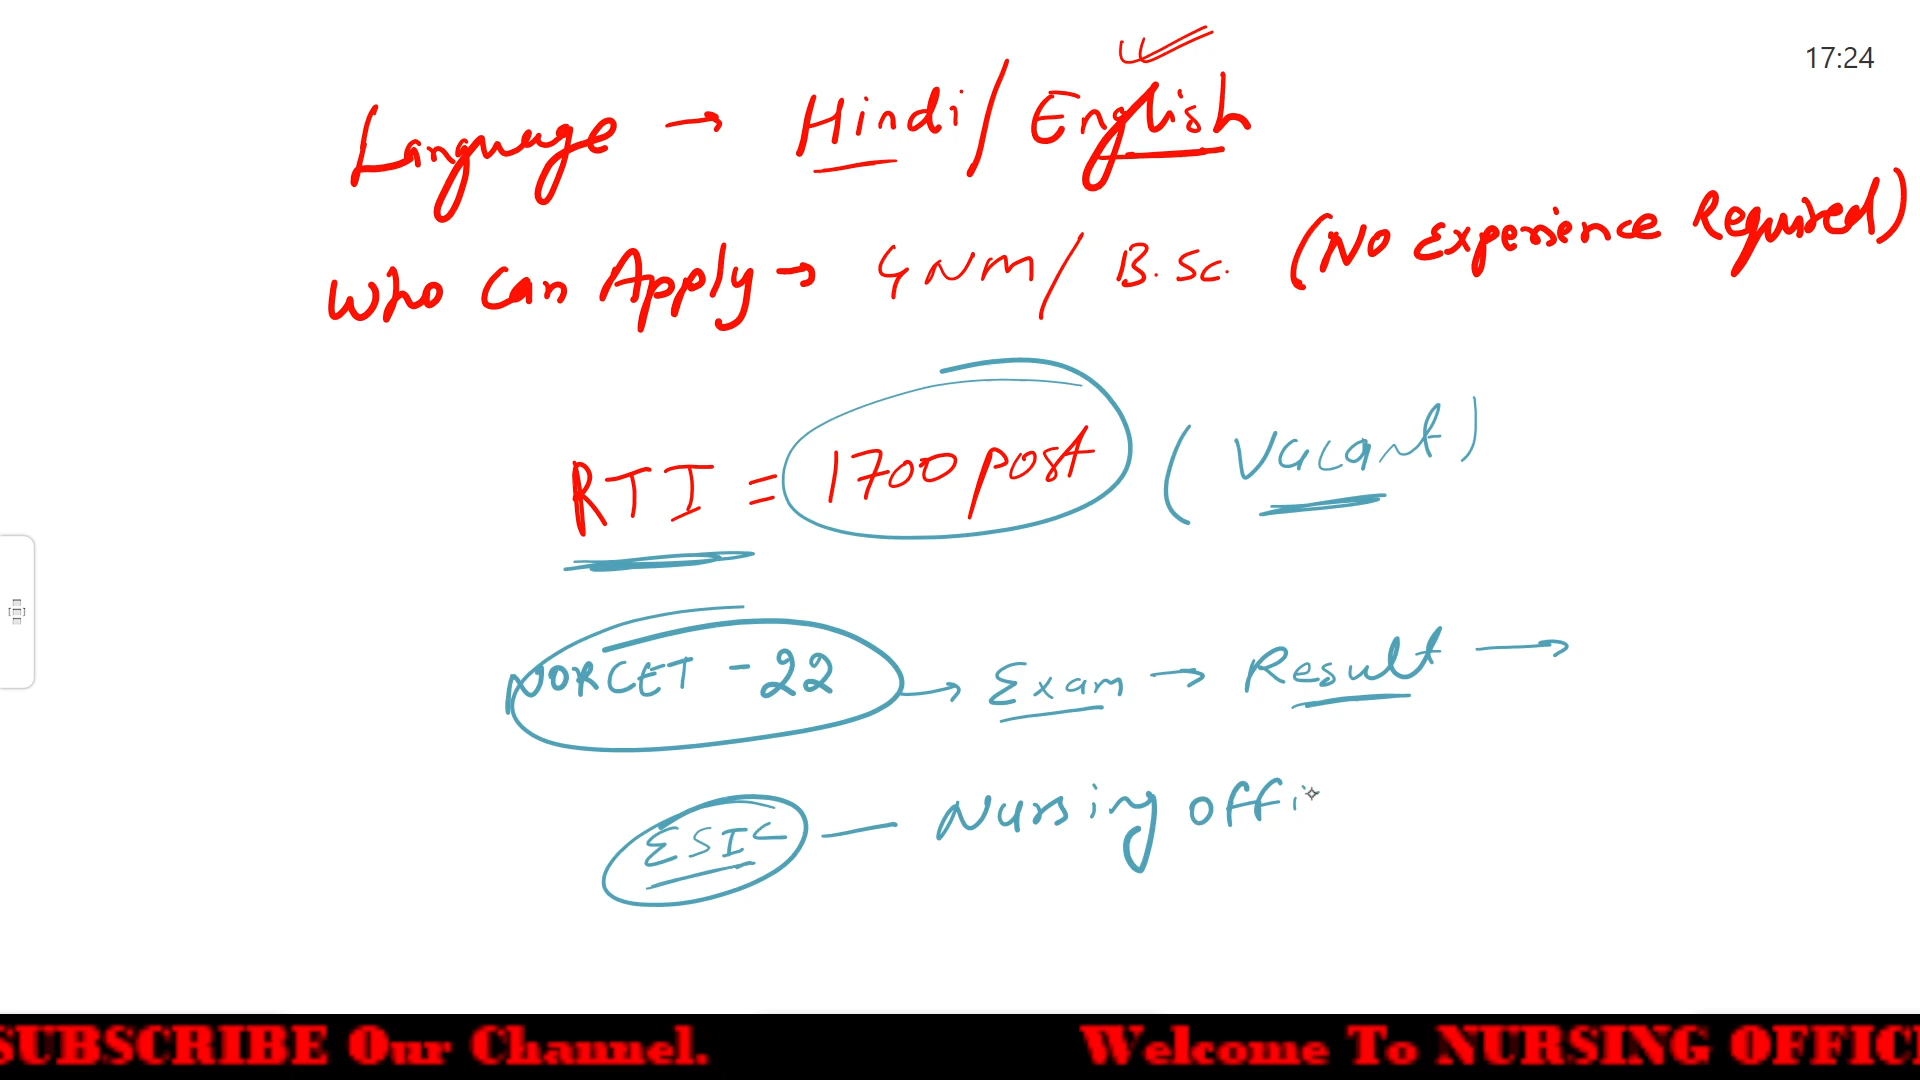 17:24
Language → Hindi/English
Who Can Apply → GNM/B.Sc. (No Experience Required)
RTI = 1700 post (Vacant)
NORCET - 22 → Exam → Result →
ESIC — Nursing offi
SUBSCRIBE Our Channel. Welcome To NURSING OFFIC